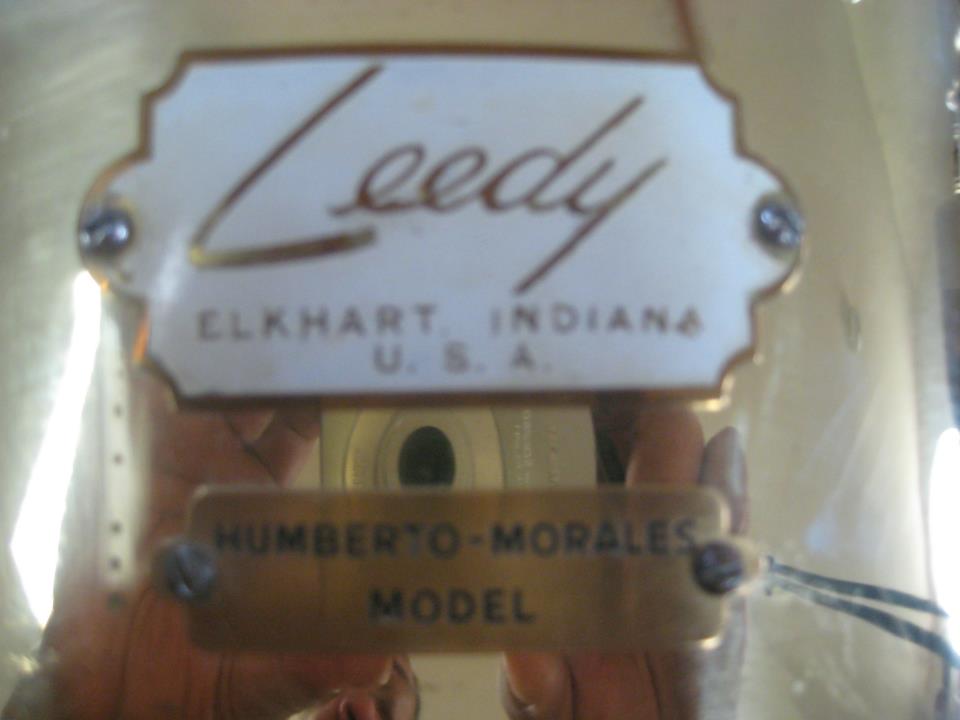 Leedy
ELKHART, INDIANA
U. S. A.
HUMBERTO-MORALES
MODEL